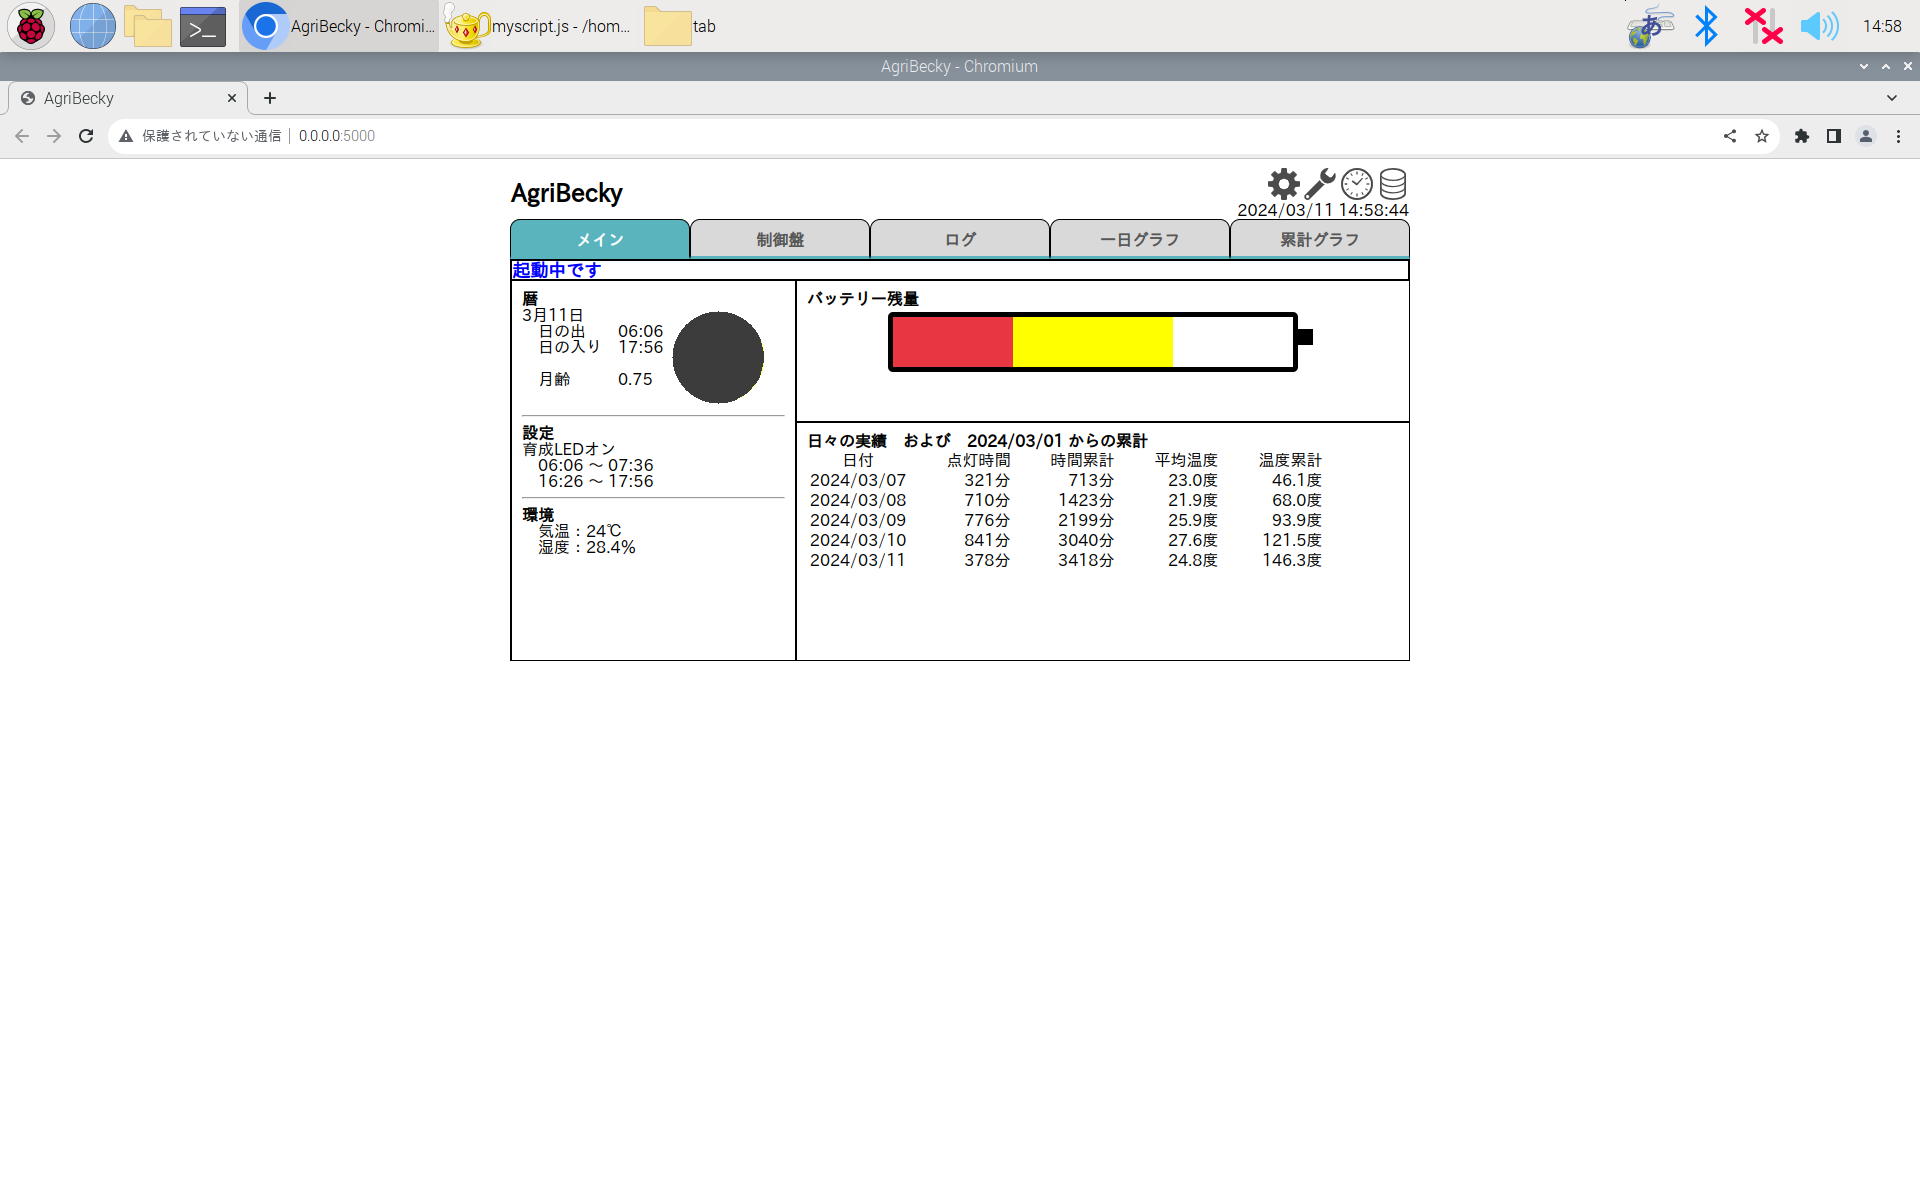 AgriBecky - Chromi... myscript.js - /hom... tab あ 14:58
AgriBecky - Chromium
AgriBecky
保護されていない通信 0.0.0.0:5000
AgriBecky
2024/03/11 14:58:44
メイン 制御盤 ログ 一日グラフ 累計グラフ
起動中です
暦
3月11日
日の出 06:06
日の入り 17:56
月齢 0.75
設定
育成LEDオン
06:06 ～ 07:36
16:26 ～ 17:56
環境
気温：24℃
湿度：28.4%
バッテリー残量
日々の実績 および 2024/03/01 からの累計
日付 点灯時間 時間累計 平均温度 温度累計
2024/03/07 321分 713分 23.0度 46.1度
2024/03/08 710分 1423分 21.9度 68.0度
2024/03/09 776分 2199分 25.9度 93.9度
2024/03/10 841分 3040分 27.6度 121.5度
2024/03/11 378分 3418分 24.8度 146.3度